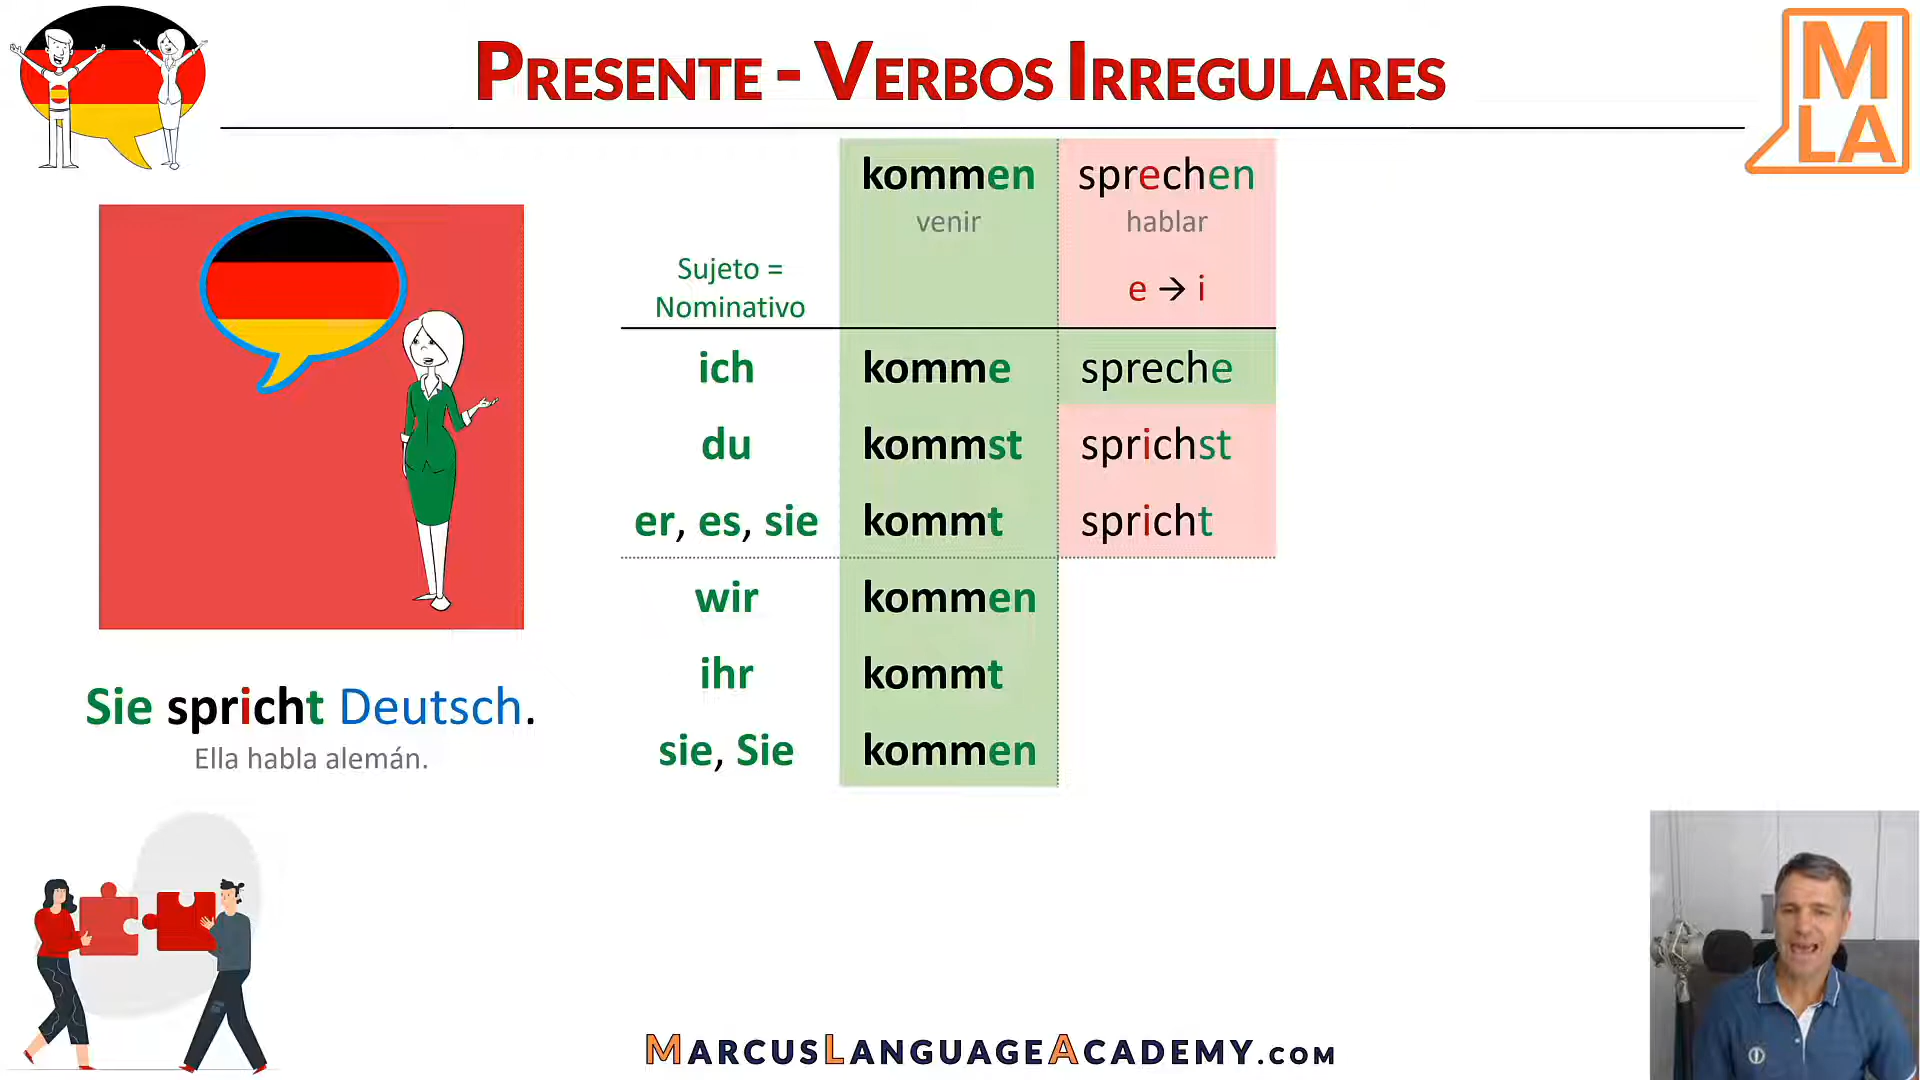 PRESENTE - VERBOS IRREGULARES
M
LA
kommen sprechen
venir hablar
Sujeto =
Nominativo
e → i
ich komme spreche
du kommst sprichst
er, es, sie kommt spricht
wir kommen
ihr kommt
sie, Sie kommen
Sie spricht Deutsch.
Ella habla alemán.
MARCUSLANGUAGEACADEMY.COM